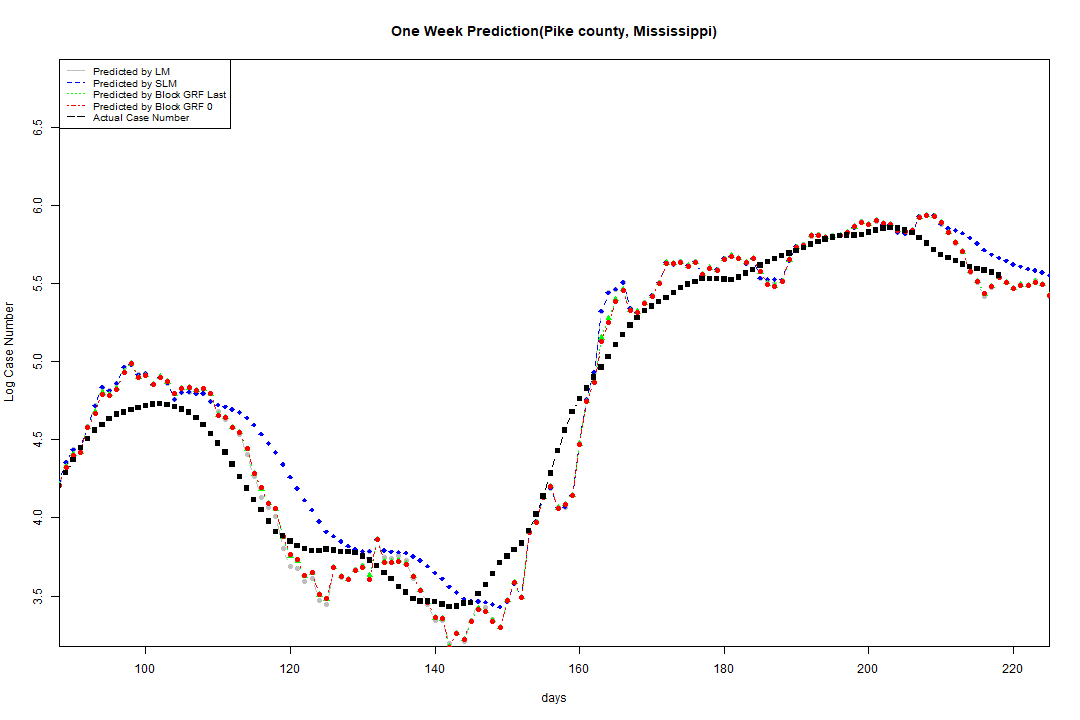 One Week Prediction(Pike county, Mississippi)
Predicted by LM
Predicted by SLM
Predicted by Block GRF Last
Predicted by Block GRF 0
Actual Case Number
Log Case Number
6.5
6.0
5.5
5.0
4.5
4.0
3.5
100 120 140 160 180 200 220
days